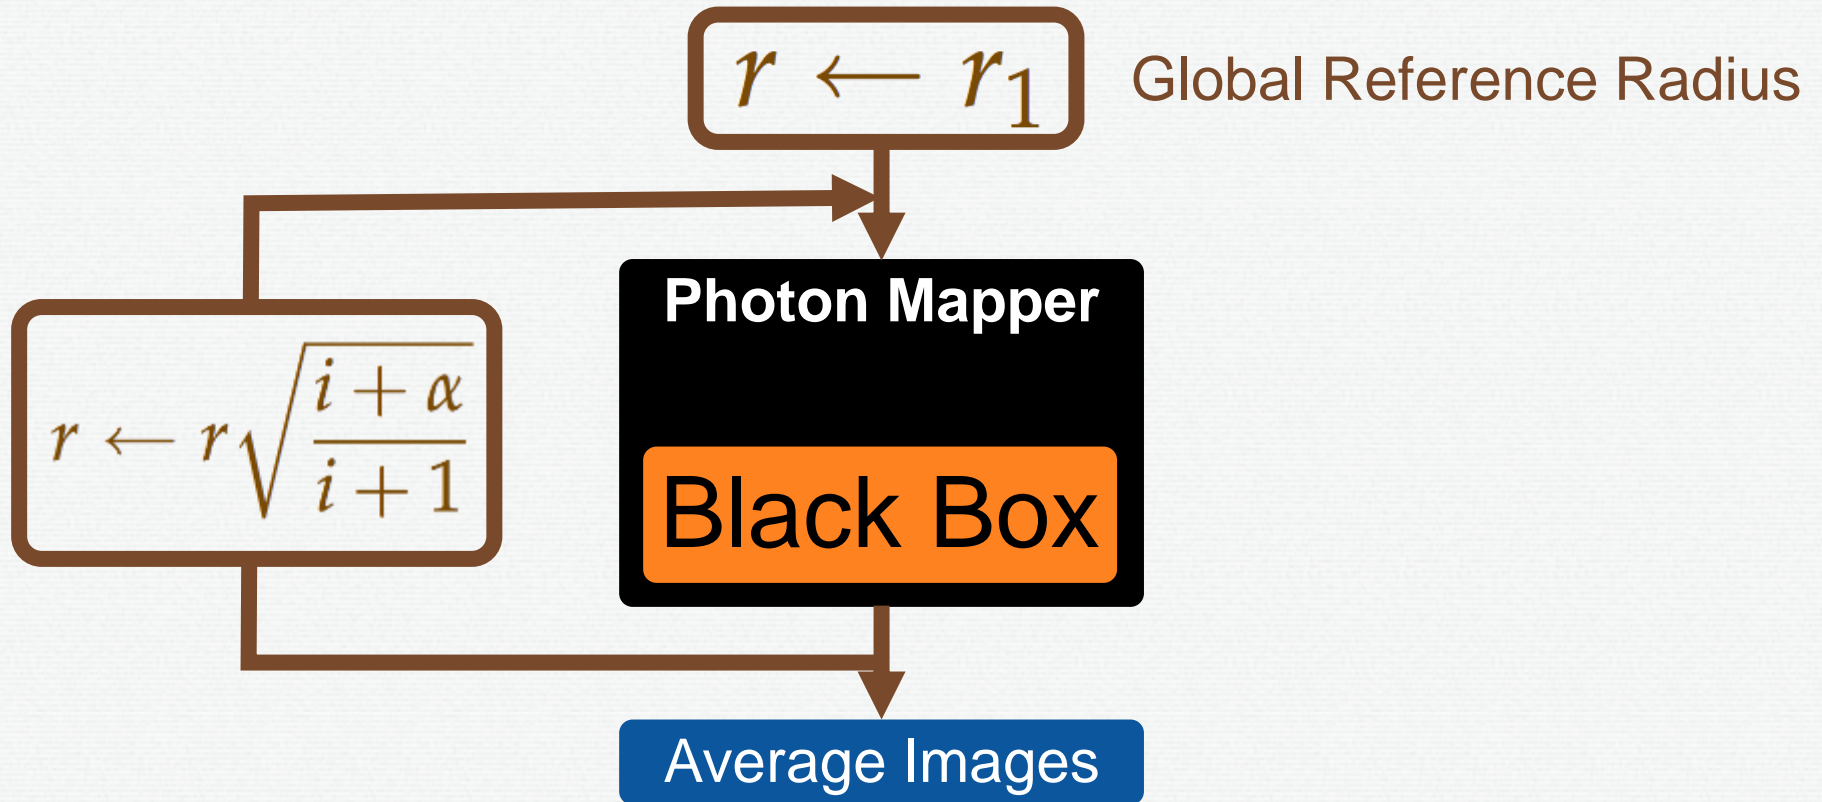 r ← r₁
Global Reference Radius
Photon Mapper
r ← r√((i + α)/(i + 1))
Black Box
Average Images